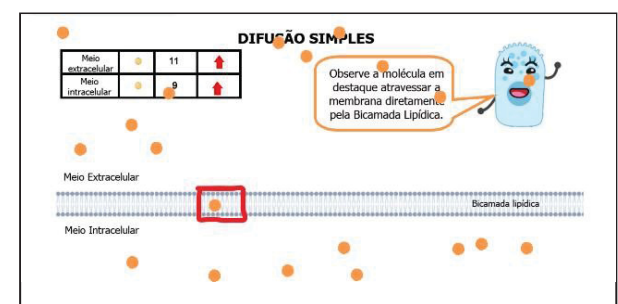 DIFUSÃO SIMPLES
Meio
extracelular
11
Meio
intracelular
9
Observe a molécula em
destaque atravessar a
membrana diretamente
pela Bicamada Lipídica.
Meio Extracelular
Bicamada lipídica
Meio Intracelular